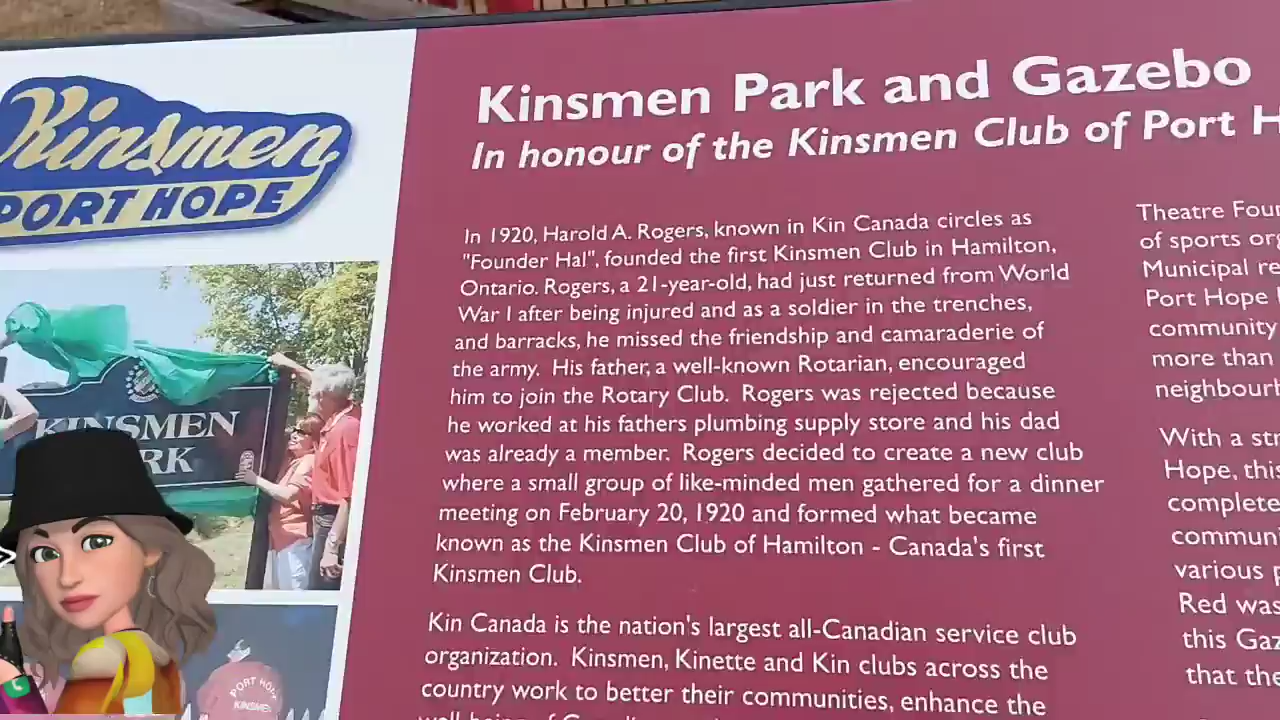 Kinsmen
PORT HOPE
KINSMEN
RK
PORT HOPE
KINSMEN
Kinsmen Park and Gazebo
In honour of the Kinsmen Club of Port H
In 1920, Harold A. Rogers, known in Kin Canada circles as
"Founder Hal", founded the first Kinsmen Club in Hamilton,
Ontario. Rogers, a 21-year-old, had just returned from World
War I after being injured and as a soldier in the trenches,
and barracks, he missed the friendship and camaraderie of
the army. His father, a well-known Rotarian, encouraged
him to join the Rotary Club. Rogers was rejected because
he worked at his fathers plumbing supply store and his dad
was already a member. Rogers decided to create a new club
where a small group of like-minded men gathered for a dinner
meeting on February 20, 1920 and formed what became
known as the Kinsmen Club of Hamilton - Canada's first
Kinsmen Club.
Kin Canada is the nation's largest all-Canadian service club
organization. Kinsmen, Kinette and Kin clubs across the
country work to better their communities, enhance the
Theatre Four
of sports org
Municipal re
Port Hope
community
more than
neighbourh
With a str
Hope, this
complete
commun
various p
Red was
this Gaz
that the